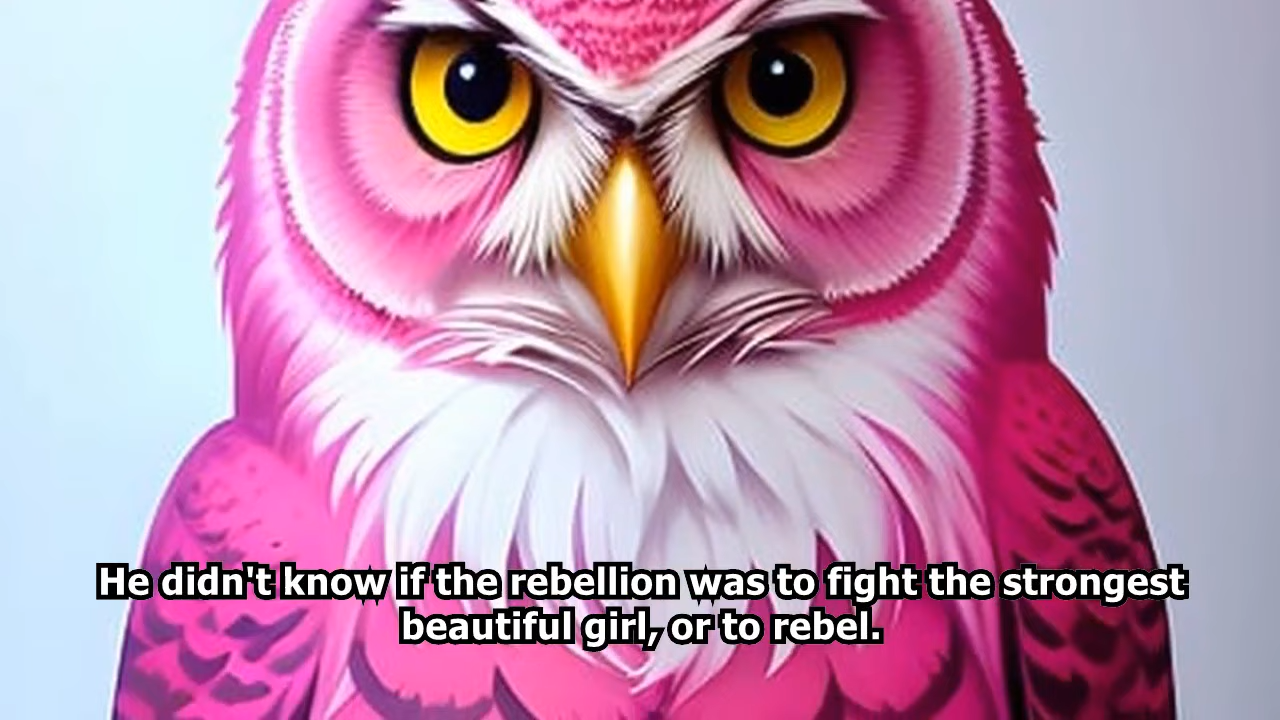 He didn't know if the rebellion was to fight the strongest
beautiful girl, or to rebel.